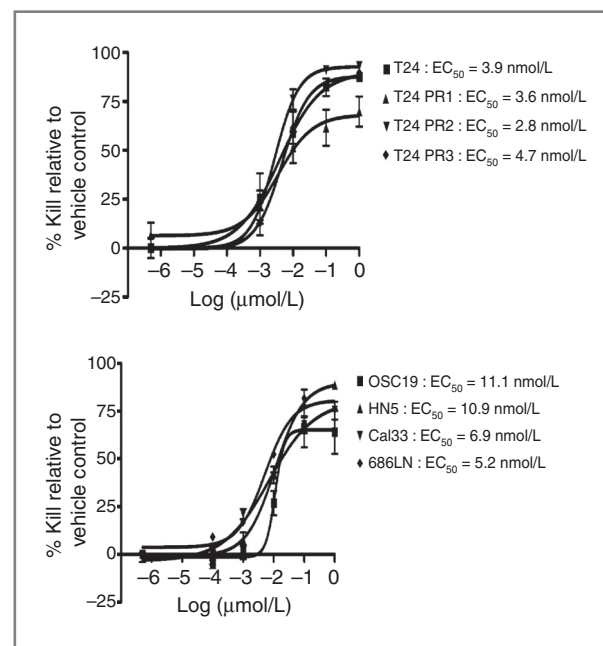 100
75
50
25
0
−25
% Kill relative to
vehicle control
−6 −5 −4 −3 −2 −1 0
Log (μmol/L)
T24 : EC50 = 3.9 nmol/L
T24 PR1 : EC50 = 3.6 nmol/L
T24 PR2 : EC50 = 2.8 nmol/L
T24 PR3 : EC50 = 4.7 nmol/L
100
75
50
25
0
−25
% Kill relative to
vehicle control
−6 −5 −4 −3 −2 −1 0
Log (μmol/L)
OSC19 : EC50 = 11.1 nmol/L
HN5 : EC50 = 10.9 nmol/L
Cal33 : EC50 = 6.9 nmol/L
686LN : EC50 = 5.2 nmol/L